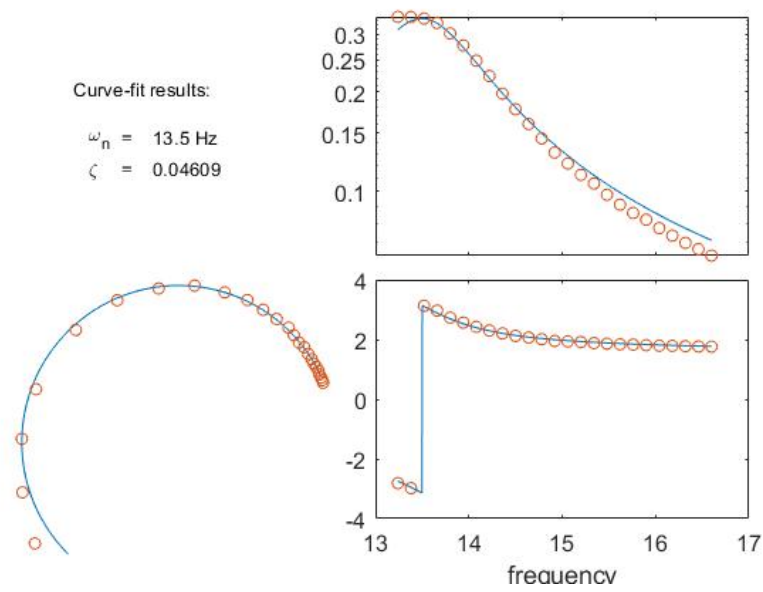 Curve-fit results:
ωn = 13.5 Hz
ζ = 0.04609
0.3
0.25
0.2
0.15
0.1
4
2
0
-2
-4
13 14 15 16 17
frequency